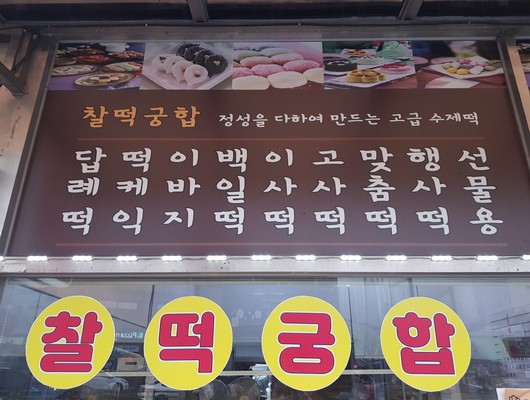 찰떡궁합 정성을 다하여 만드는 고급 수제떡
답 떡 이 백 이 고 맞 행 선
례 케 바 일 사 사 춤 사 물
떡 익 지 떡 떡 떡 떡 떡 용
찰떡궁합